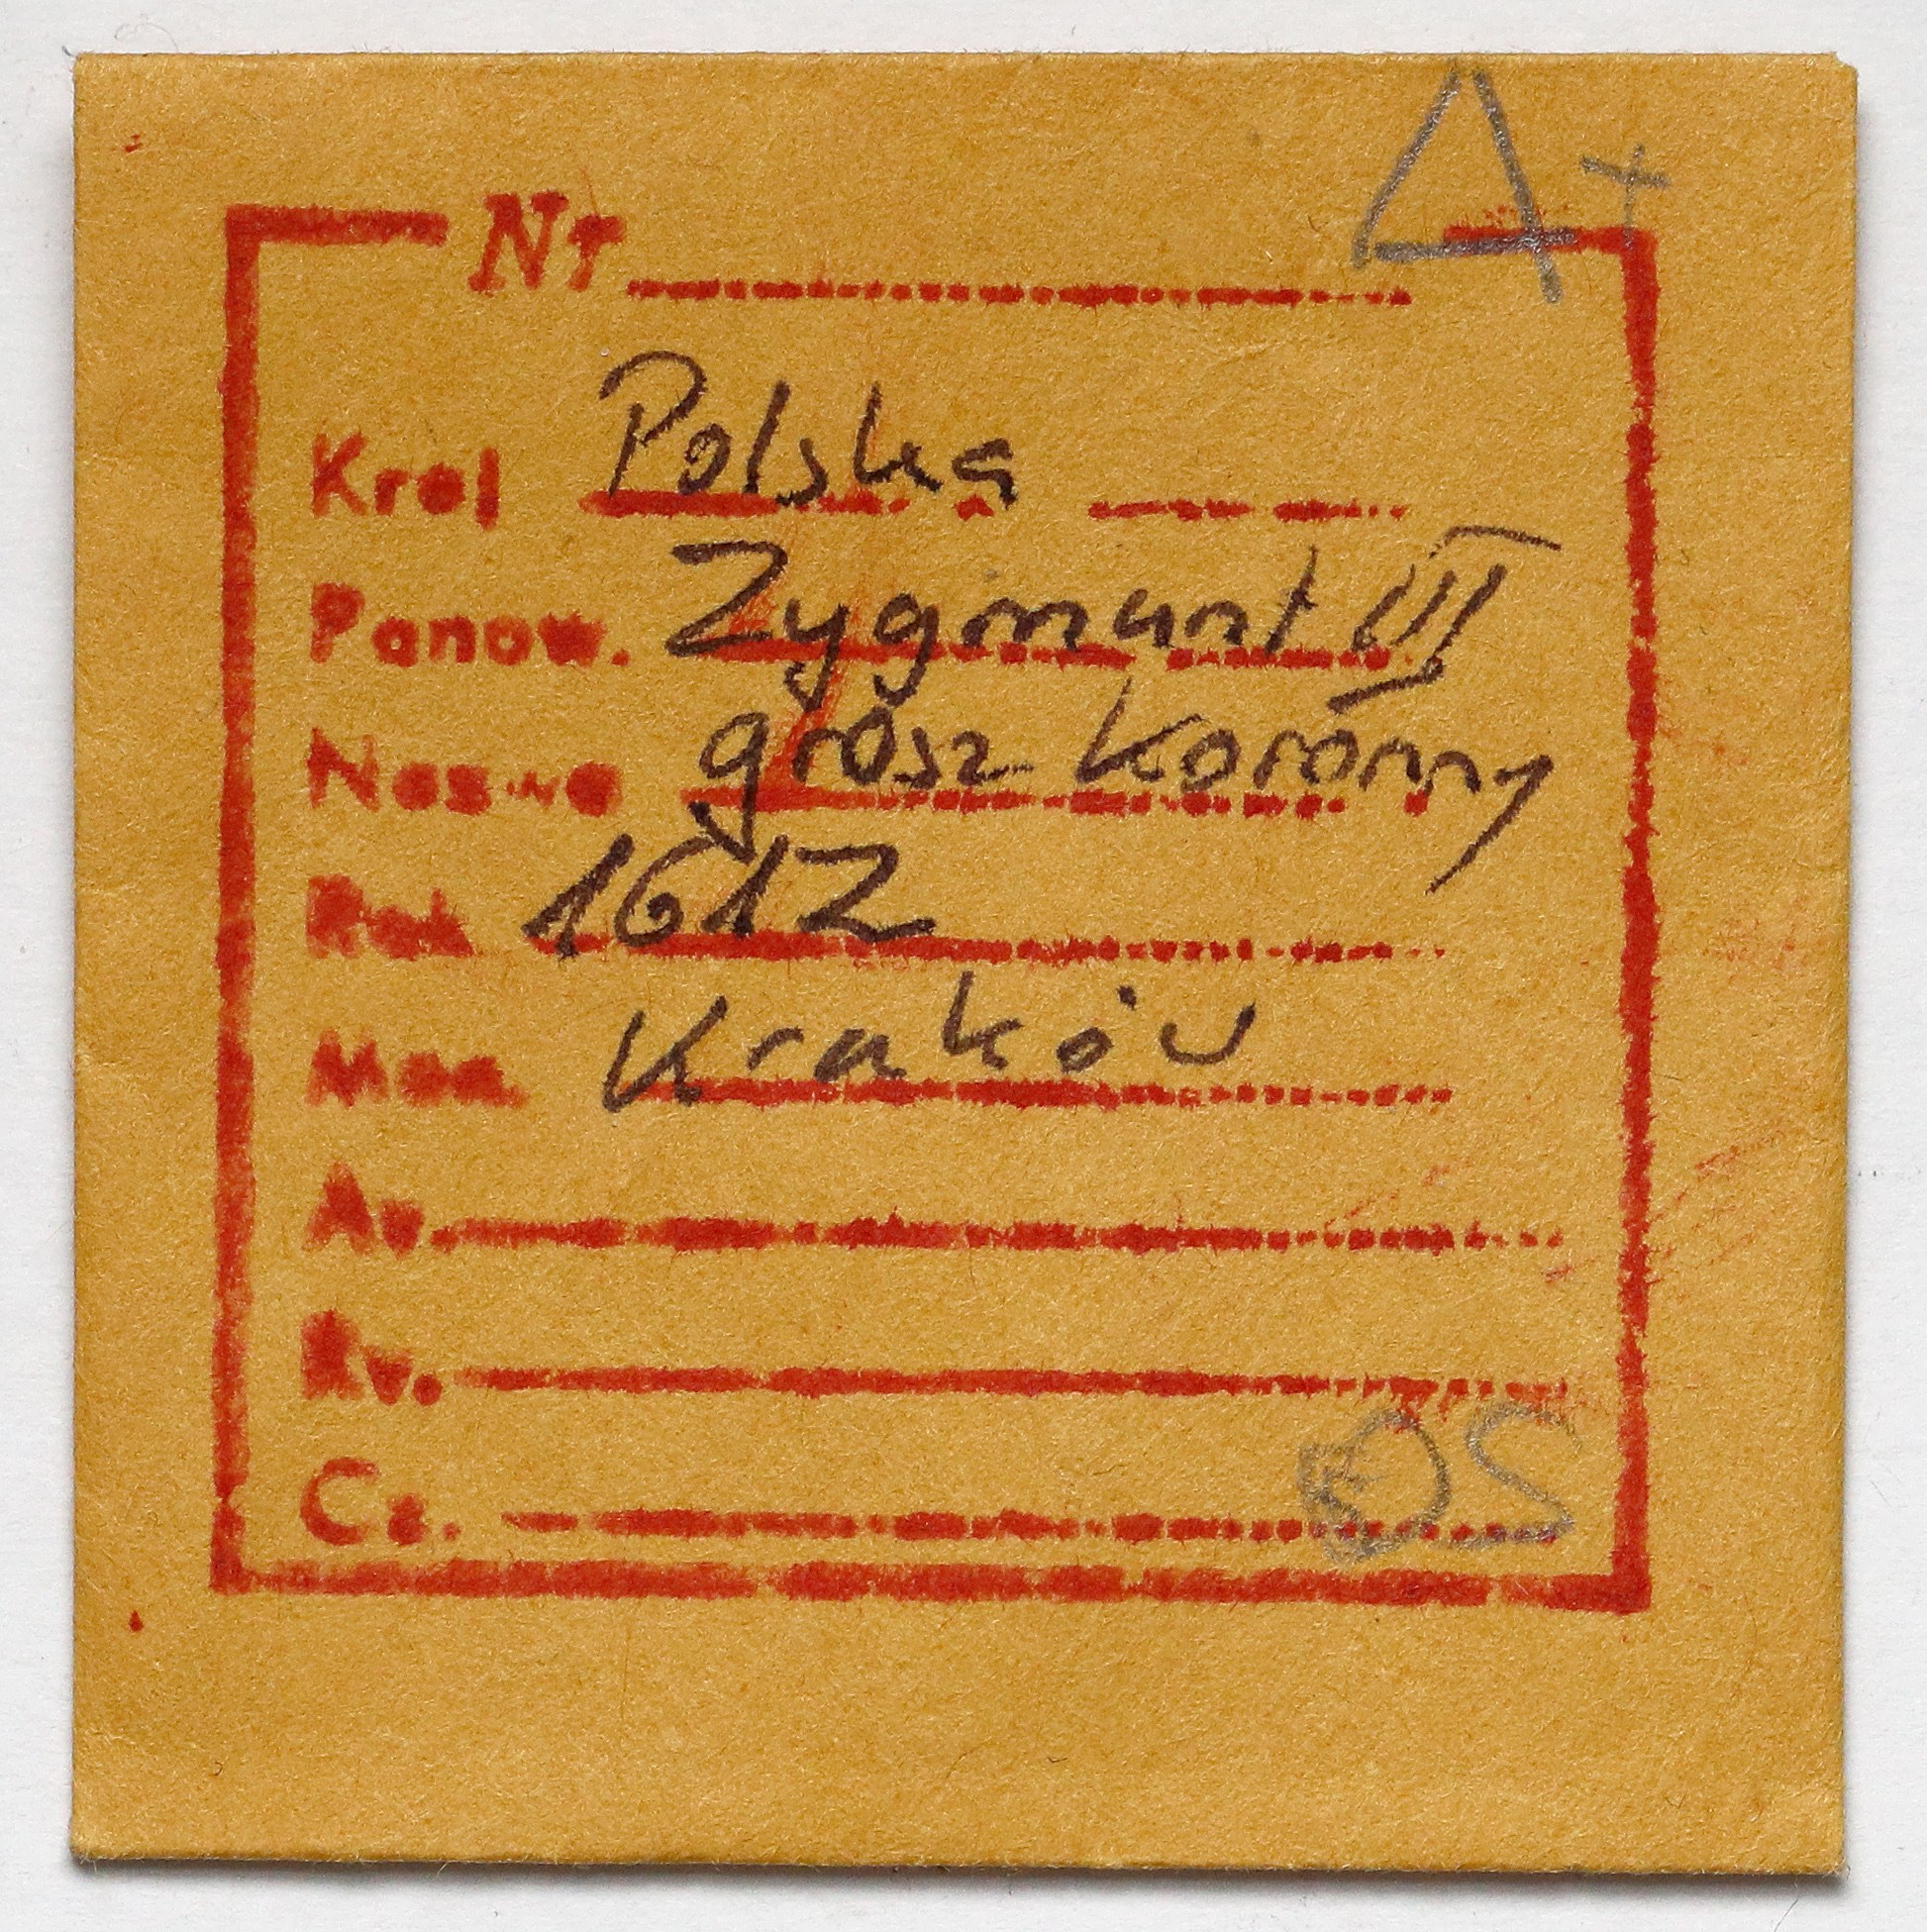 A+
Nr
Kraj Polska
Panow. Zygmunt III
Nazwa grosz koronny
Rok 1612
Men. Kraków
Av.
Rv.
Ce.